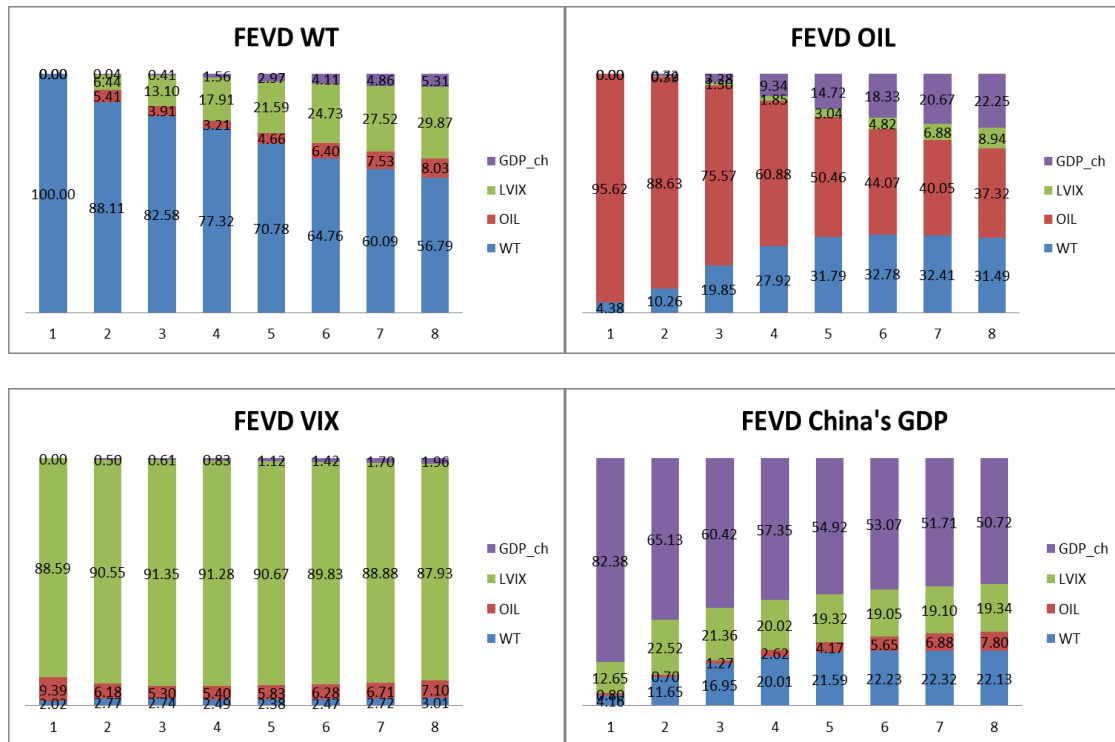 FEVD WT
0.00 0.04 0.41 1.56 2.97 4.11 4.86 5.31
6.44 13.10 17.91 21.59 24.73 27.52 29.87
5.41 3.91 3.21 4.66 6.40 7.53 8.03
100.00 88.11 82.58 77.32 70.78 64.76 60.09 56.79
1 2 3 4 5 6 7 8
GDP_ch
LVIX
OIL
WT
FEVD OIL
0.00 0.72 3.28 9.34 14.72 18.33 20.67 22.25
0.39 1.30 1.85 3.04 4.82 6.88 8.94
95.62 88.63 75.57 60.88 50.46 44.07 40.05 37.32
4.38 10.26 19.85 27.92 31.79 32.78 32.41 31.49
1 2 3 4 5 6 7 8
GDP_ch
LVIX
OIL
WT
FEVD VIX
0.00 0.50 0.61 0.83 1.12 1.42 1.70 1.96
88.59 90.55 91.35 91.28 90.67 89.83 88.88 87.93
9.39 6.18 5.30 5.40 5.83 6.28 6.71 7.10
2.02 2.77 2.74 2.49 2.38 2.47 2.72 3.01
1 2 3 4 5 6 7 8
GDP_ch
LVIX
OIL
WT
FEVD China's GDP
82.38 65.13 60.42 57.35 54.92 53.07 51.71 50.72
12.65 22.52 21.36 20.02 19.32 19.05 19.10 19.34
0.80 0.70 1.27 2.62 4.17 5.65 6.88 7.80
4.16 11.65 16.95 20.01 21.59 22.23 22.32 22.13
1 2 3 4 5 6 7 8
GDP_ch
LVIX
OIL
WT